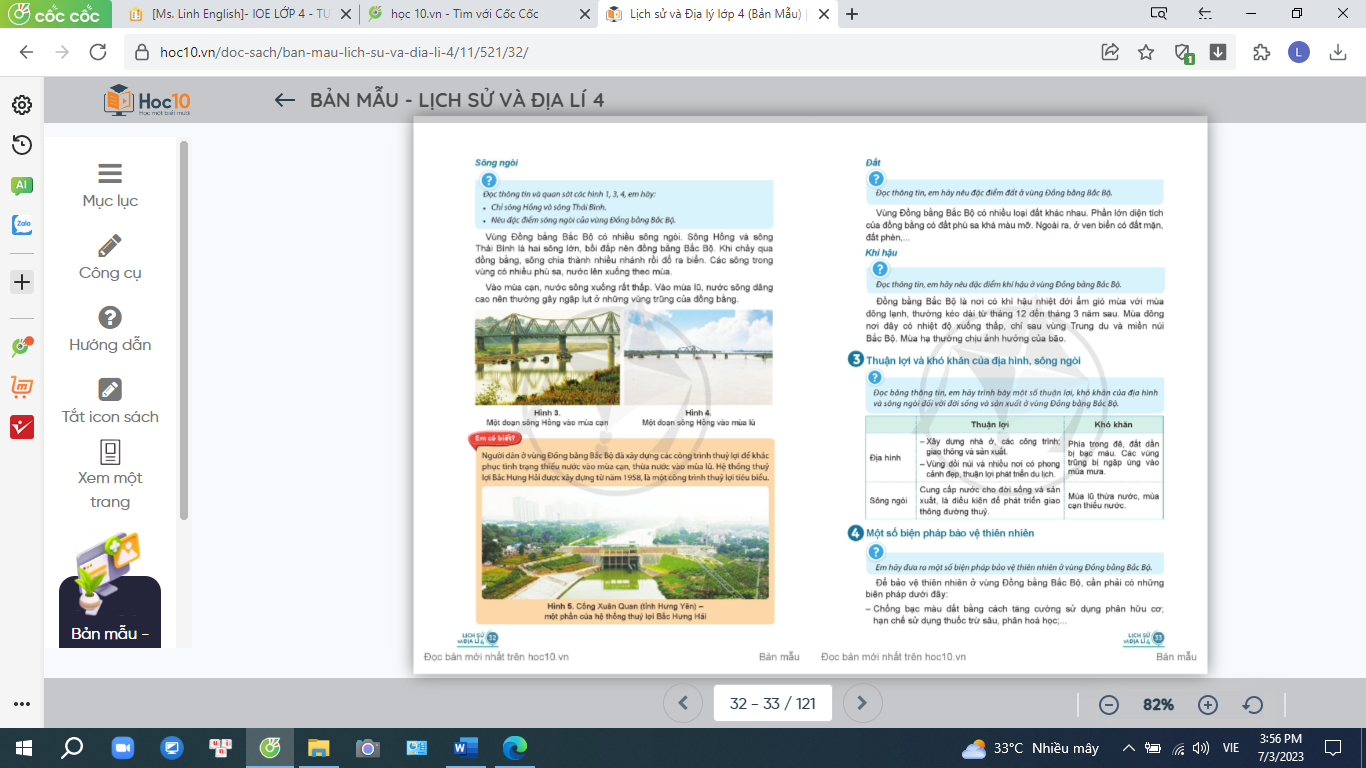 cốc cốc
[Ms. Linh English]- IOE LỚP 4 - TU
học 10.vn - Tìm với Cốc Cốc
Lịch sử và Địa lý lớp 4 (Bản Mẫu)
hoc10.vn/doc-sach/ban-mau-lich-su-va-dia-li-4/11/521/32/
L
1
Hoc10
Học một biết mười
BẢN MẪU - LỊCH SỬ VÀ ĐỊA LÍ 4
AI
Zalo
Mục lục
Công cụ
Hướng dẫn
Tắt icon sách
Xem một
trang
Bản mẫu -
Sông ngòi
?
Đọc thông tin và quan sát các hình 1, 3, 4, em hãy:
• Chỉ sông Hồng và sông Thái Bình.
• Nêu đặc điểm sông ngòi của vùng Đồng bằng Bắc Bộ.
Vùng Đồng bằng Bắc Bộ có nhiều sông ngòi. Sông Hồng và sông
Thái Bình là hai sông lớn, bồi đắp nên đồng bằng Bắc Bộ. Khi chảy qua
đồng bằng, sông chia thành nhiều nhánh rồi đổ ra biển. Các sông trong
vùng có nhiều phù sa, nước lên xuống theo mùa.
Vào mùa cạn, nước sông xuống rất thấp. Vào mùa lũ, nước sông dâng
cao nên thường gây ngập lụt ở những vùng trũng của đồng bằng.
Hình 3.
Một đoạn sông Hồng vào mùa cạn
Hình 4.
Một đoạn sông Hồng vào mùa lũ
Em có biết?
Người dân ở vùng Đồng bằng Bắc Bộ đã xây dựng các công trình thuỷ lợi để khắc
phục tình trạng thiếu nước vào mùa cạn, thừa nước vào mùa lũ. Hệ thống thuỷ
lợi Bắc Hưng Hải được xây dựng từ năm 1958, là một công trình thuỷ lợi tiêu biểu.
Hình 5. Cống Xuân Quan (tỉnh Hưng Yên) –
một phần của hệ thống thuỷ lợi Bắc Hưng Hải
LỊCH SỬ
VÀ ĐỊA LÍ 4
32
Đọc bản mới nhất trên hoc10.vn
Bản mẫu
Đất
?
Đọc thông tin, em hãy nêu đặc điểm đất ở vùng Đồng bằng Bắc Bộ.
Vùng Đồng bằng Bắc Bộ có nhiều loại đất khác nhau. Phần lớn diện tích
của đồng bằng có đất phù sa khá màu mỡ. Ngoài ra, ở ven biển có đất mặn,
đất phèn,...
Khí hậu
?
Đọc thông tin, em hãy nêu đặc điểm khí hậu ở vùng Đồng bằng Bắc Bộ.
Đồng bằng Bắc Bộ là nơi có khí hậu nhiệt đới ẩm gió mùa với mùa
đông lạnh, thường kéo dài từ tháng 12 đến tháng 3 năm sau. Mùa đông
nơi đây có nhiệt độ xuống thấp, chỉ sau vùng Trung du và miền núi
Bắc Bộ. Mùa hạ thường chịu ảnh hưởng của bão.
3 Thuận lợi và khó khăn của địa hình, sông ngòi
?
Đọc bảng thông tin, em hãy trình bày một số thuận lợi, khó khăn của địa hình
và sông ngòi đối với đời sống và sản xuất ở vùng Đồng bằng Bắc Bộ.
Thuận lợi
Khó khăn
Địa hình
– Xây dựng nhà ở, các công trình;
giao thông và sản xuất.
– Vùng đồi núi và nhiều nơi có phong
cảnh đẹp, thuận lợi phát triển du lịch.
Phía trong đê, đất dần
bị bạc màu. Các vùng
trũng bị ngập úng vào
mùa mưa.
Sông ngòi
Cung cấp nước cho đời sống và sản
xuất, là điều kiện để phát triển giao
thông đường thuỷ.
Mùa lũ thừa nước, mùa
cạn thiếu nước.
4 Một số biện pháp bảo vệ thiên nhiên
?
Em hãy đưa ra một số biện pháp bảo vệ thiên nhiên ở vùng Đồng bằng Bắc Bộ.
Để bảo vệ thiên nhiên ở vùng Đồng bằng Bắc Bộ, cần phải có những
biện pháp dưới đây:
– Chống bạc màu đất bằng cách tăng cường sử dụng phân hữu cơ;
hạn chế sử dụng thuốc trừ sâu, phân hoá học;...
LỊCH SỬ
VÀ ĐỊA LÍ 4
33
Đọc bản mới nhất trên hoc10.vn
Bản mẫu
32 - 33 / 121
82%
33°C Nhiều mây
VIE
3:56 PM
7/3/2023